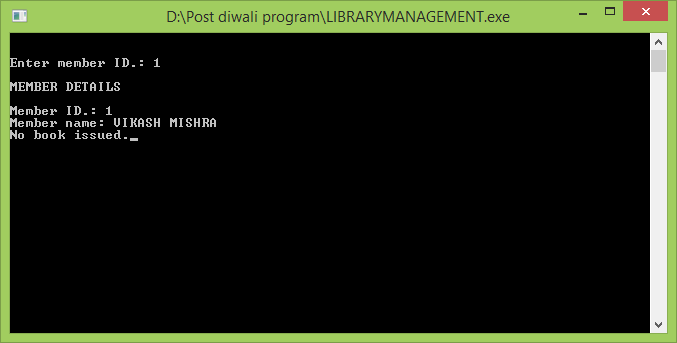 D:\Post diwali program\LIBRARYMANAGEMENT.exe
Enter member ID.: 1
MEMBER DETAILS
Member ID.: 1
Member name: VIKASH MISHRA
No book issued.